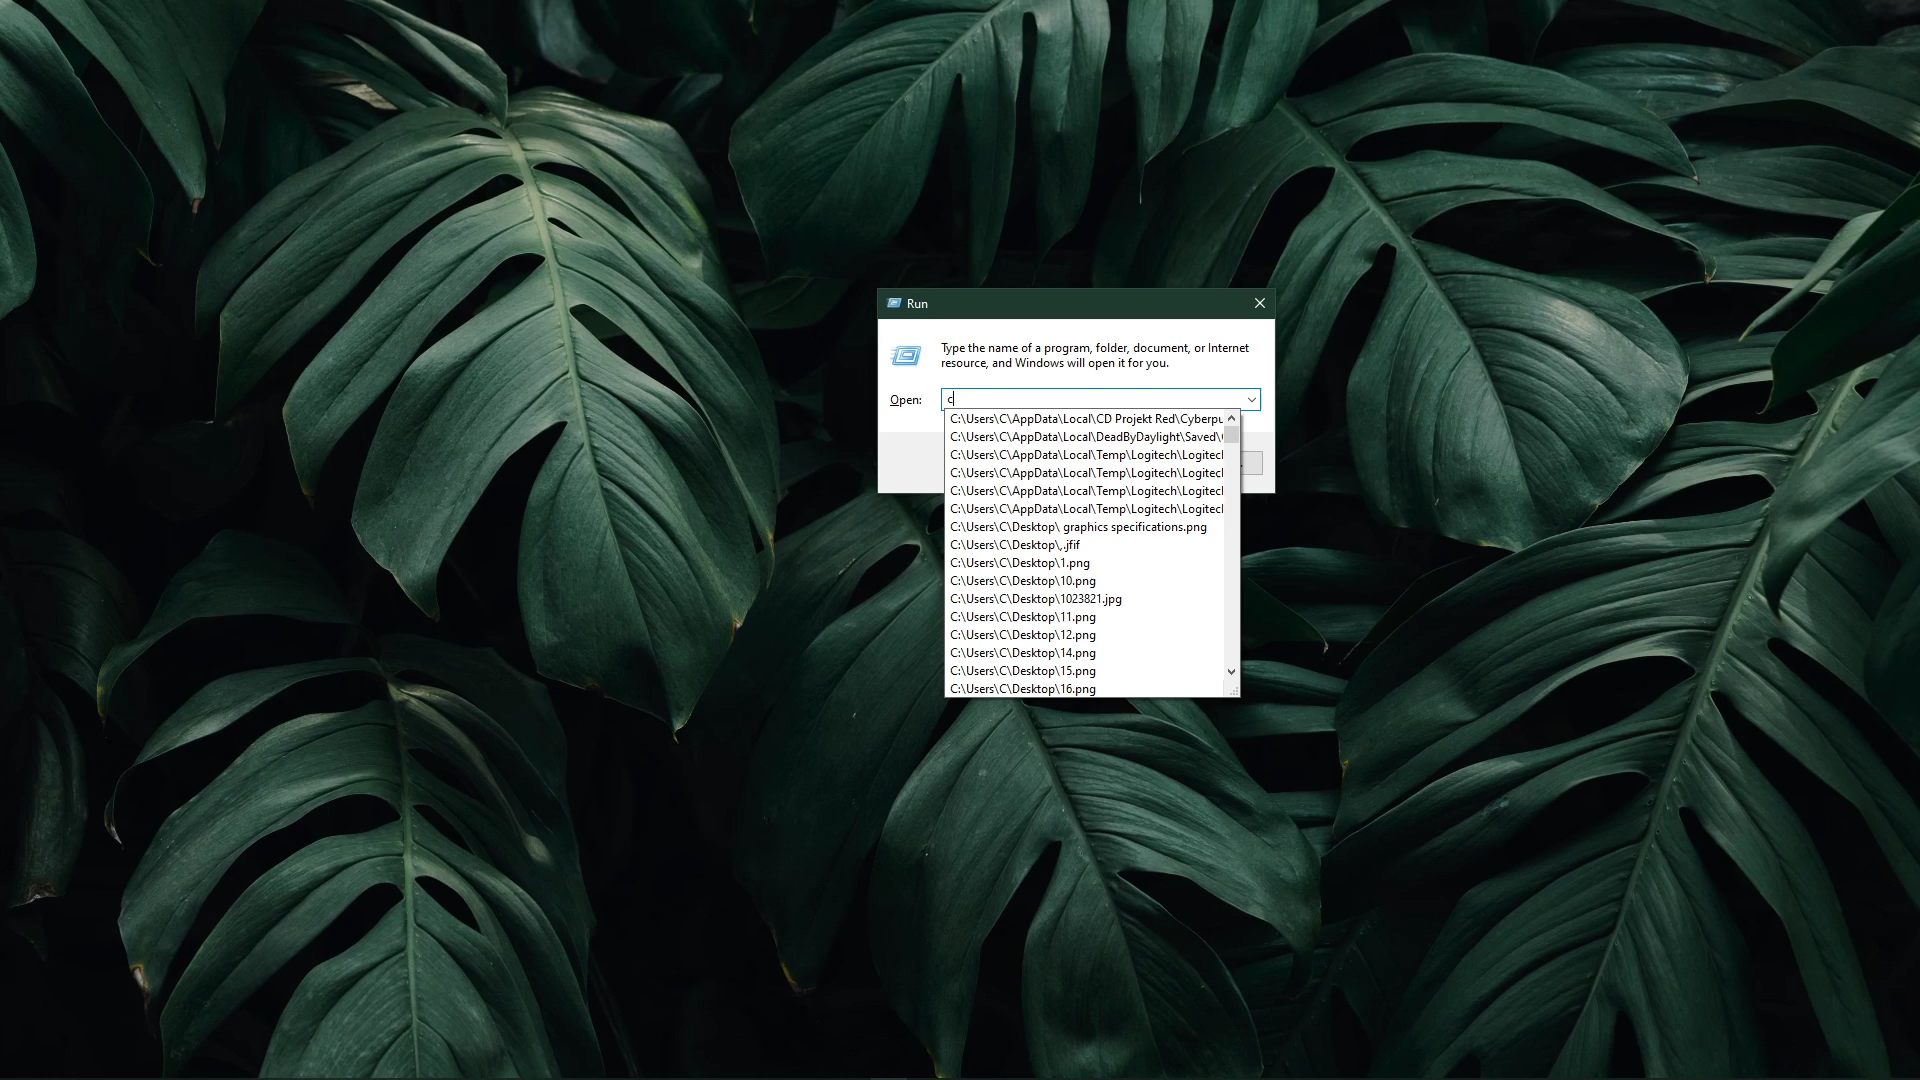 Run
Type the name of a program, folder, document, or Internet
resource, and Windows will open it for you.
Open: c
C:\Users\C\AppData\Local\CD Projekt Red\Cyberpu
C:\Users\C\AppData\Local\DeadByDaylight\Saved\
C:\Users\C\AppData\Local\Temp\Logitech\Logitecl
C:\Users\C\AppData\Local\Temp\Logitech\Logitecl
C:\Users\C\AppData\Local\Temp\Logitech\Logitecl
C:\Users\C\AppData\Local\Temp\Logitech\Logitecl
C:\Users\C\Desktop\ graphics specifications.png
C:\Users\C\Desktop\,.jfif
C:\Users\C\Desktop\1.png
C:\Users\C\Desktop\10.png
C:\Users\C\Desktop\1023821.jpg
C:\Users\C\Desktop\11.png
C:\Users\C\Desktop\12.png
C:\Users\C\Desktop\14.png
C:\Users\C\Desktop\15.png
C:\Users\C\Desktop\16.png